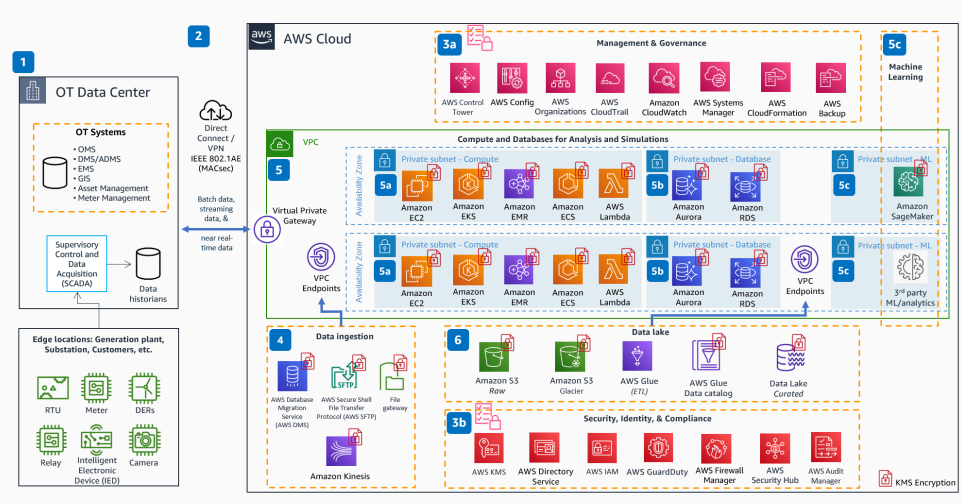 1
OT Data Center
OT Systems
• OMS
• DMS/ADMS
• EMS
• GIS
• Asset Management
• Meter Management
Supervisory
Control and
Data
Acquisition
(SCADA)
Data
historians
Edge locations: Generation plant,
Substation, Customers, etc.
RTU
Meter
DERs
Relay
Intelligent
Electronic
Device (IED)
Camera
2
Direct
Connect /
VPN
IEEE 802.1AE
(MACsec)
Batch data,
streaming
data, &
near real-
time data
aws
AWS Cloud
3a
Management & Governance
AWS Control
Tower
AWS Config
AWS
Organizations
AWS
CloudTrail
Amazon
CloudWatch
AWS Systems
Manager
AWS
CloudFormation
AWS
Backup
5c
Machine
Learning
VPC
Compute and Databases for Analysis and Simulations
5
Virtual Private
Gateway
Availability Zone
Private subnet – Compute
5a
Amazon
EC2
Amazon
EKS
Amazon
EMR
Amazon
ECS
AWS
Lambda
Private subnet - Database
5b
Amazon
Aurora
Amazon
RDS
Private subnet - ML
5c
Amazon
SageMaker
VPC
Endpoints
Availability Zone
Private subnet – Compute
5a
Amazon
EC2
Amazon
EKS
Amazon
EMR
Amazon
ECS
AWS
Lambda
Private subnet - Database
5b
Amazon
Aurora
Amazon
RDS
VPC
Endpoints
Private subnet - ML
5c
3rd party
ML/analytics
4
Data ingestion
AWS Database
Migration
Service
(AWS DMS)
SFTP
AWS Secure Shell
File Transfer
Protocol (AWS SFTP)
File
gateway
Amazon Kinesis
6
Data lake
Amazon S3
Raw
Amazon S3
Glacier
AWS Glue
(ETL)
AWS Glue
Data catalog
Data Lake
Curated
3b
Security, Identity, & Compliance
AWS KMS
AWS Directory
Service
AWS IAM
AWS GuardDuty
AWS Firewall
Manager
AWS
Security Hub
AWS Audit
Manager
KMS Encryption